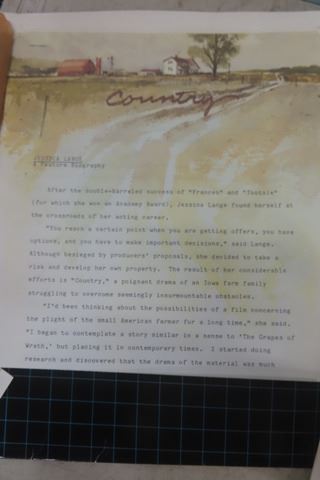 Country
JESSICA LANGE
A Feature Biography
After the double-barreled success of "Frances" and "Tootsie"
(for which she won an Academy Award), Jessica Lange found herself at
the crossroads of her acting career.
"You reach a certain point when you are getting offers, you have
options, and you have to make important decisions," said Lange.
Although besieged by producers' proposals, she decided to take a
risk and develop her own property.  The result of her considerable
efforts is "Country," a poignant drama of an Iowa farm family
struggling to overcome seemingly insurmountable obstacles.
"I'd been thinking about the possibilities of a film concerning
the plight of the small American farmer for a long time," she said.
"I began to contemplate a story similar in a sense to 'The Grapes of
Wrath,' but placing it in contemporary times.  I started doing
research and discovered that the drama of the material was much